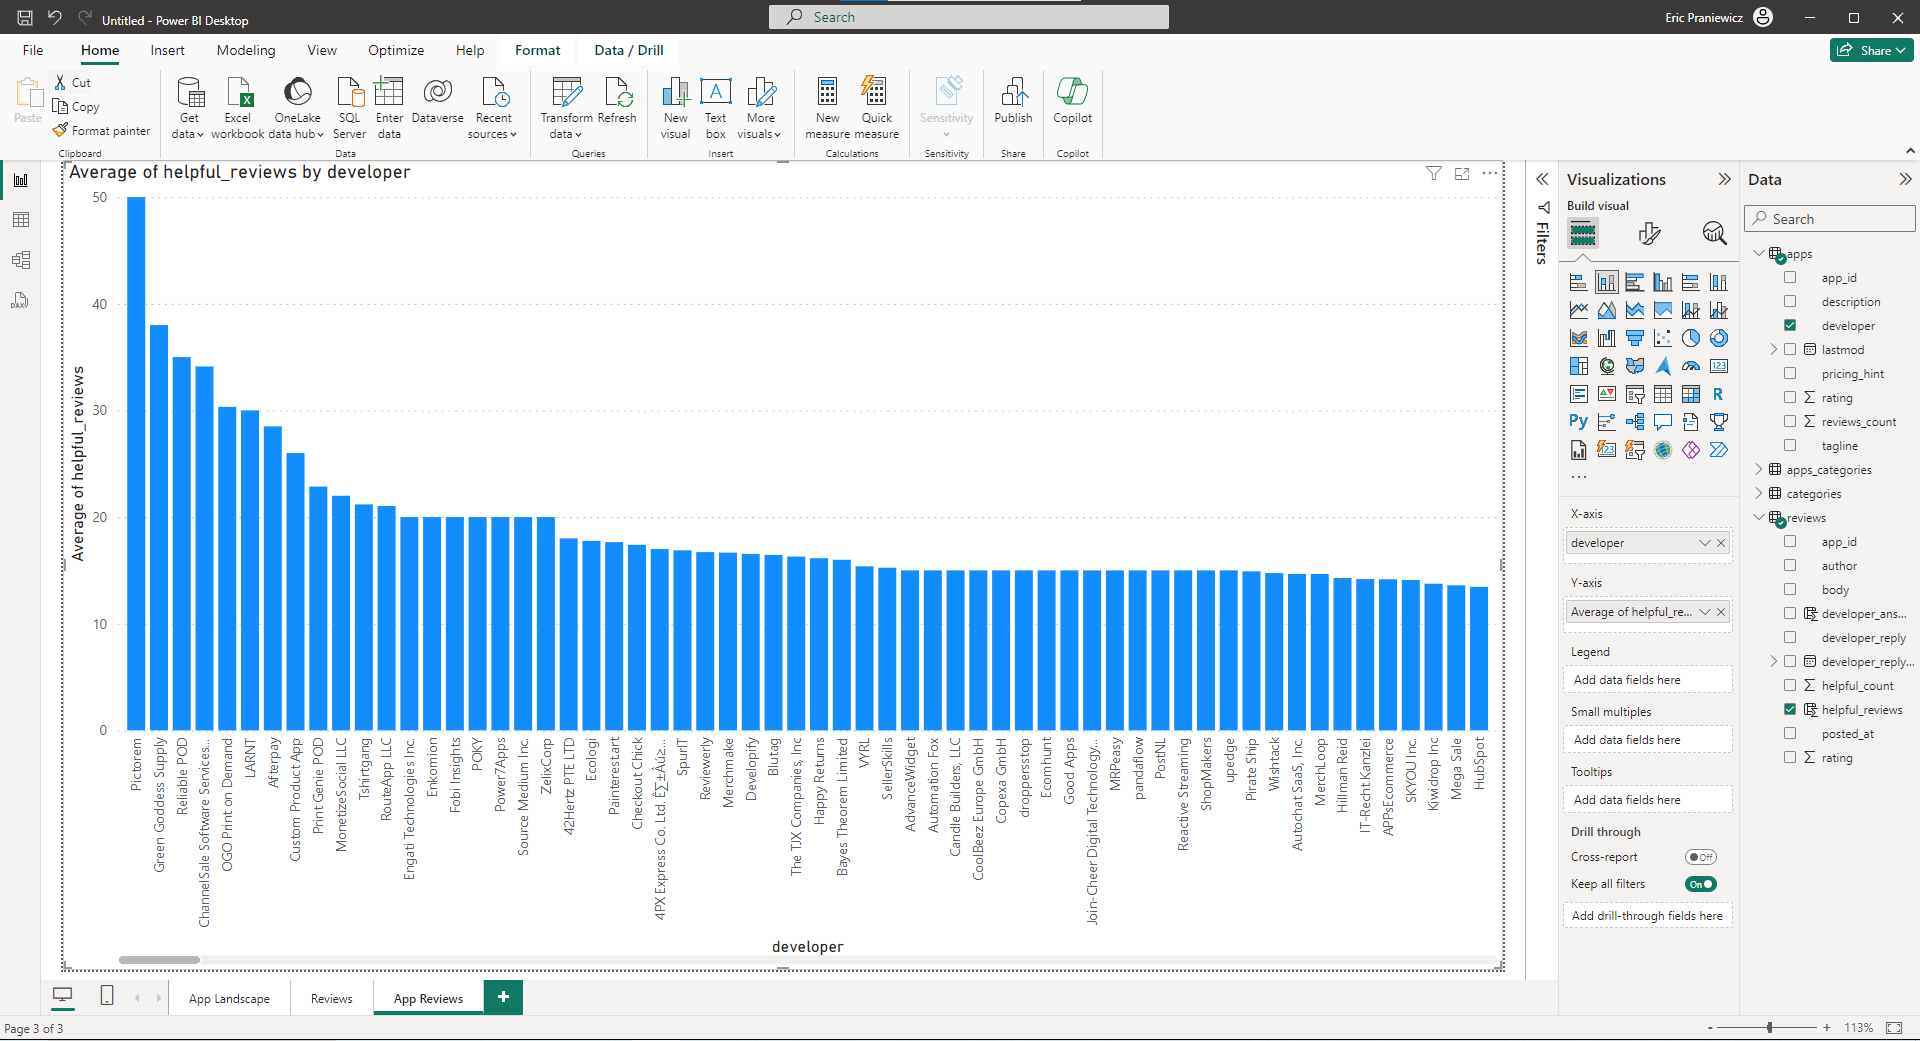 Untitled - Power BI Desktop
Search
Eric Praniewicz
File
Home
Insert
Modeling
View
Optimize
Help
Format
Data / Drill
Share
Paste
Cut
Copy
Format painter
Clipboard
Get data
Excel workbook
OneLake data hub
SQL Server
Enter data
Dataverse
Recent sources
Data
Transform data
Refresh
Queries
New visual
Text box
More visuals
Insert
New measure
Quick measure
Calculations
Sensitivity
Sensitivity
Publish
Share
Copilot
Copilot
Average of helpful_reviews by developer
Average of helpful_reviews
50
40
30
20
10
0
Pictorem
Green Goddess Supply
Reliable POD
ChannelSale Software Services...
OGO Print on Demand
LARNT
Afterpay
Custom Product App
Print Genie POD
MonetizeSocial LLC
Tshirtgang
RouteApp LLC
Engati Technologies Inc.
Enkomion
Fobi Insights
POKY
Power7Apps
Source Medium Inc.
ZelixCorp
42Hertz PTE LTD
Ecologi
Painterest.art
Checkout Chick
4PX Express Co. Ltd.
SpurIT
Reviewerly
Merchmake
Developify
Blutag
The TJX Companies, Inc
Happy Returns
Bayes Theorem Limited
VYRL
SellerSkills
AdvanceWidget
Automation Fox
Candle Builders, LLC
CoolBeez Europe GmbH
Copexa GmbH
droppersstop
Ecomhunt
Good Apps
Join-Cheer Digital Technology...
MRPeasy
pandaflow
PostNL
Reactive Streaming
ShopMakers
upedge
Pirate Ship
Wishtack
Autochat SaaS, Inc.
MerchLoop
Hillman Reid
IT-Recht Kanzlei
APPsEcommerce
SKYOU Inc.
Kiwidrop Inc
Mega Sale
HubSpot
developer
Filters
Visualizations
Build visual
X-axis
developer
Y-axis
Average of helpful_re...
Legend
Add data fields here
Small multiples
Add data fields here
Tooltips
Add data fields here
Drill through
Cross-report
Off
Keep all filters
On
Add drill-through fields here
Data
Search
apps
app_id
description
developer
lastmod
pricing_hint
rating
reviews_count
tagline
apps_categories
categories
reviews
app_id
author
body
developer_ans...
developer_reply
developer_reply...
helpful_count
helpful_reviews
posted_at
rating
App Landscape
Reviews
App Reviews
Page 3 of 3
113%